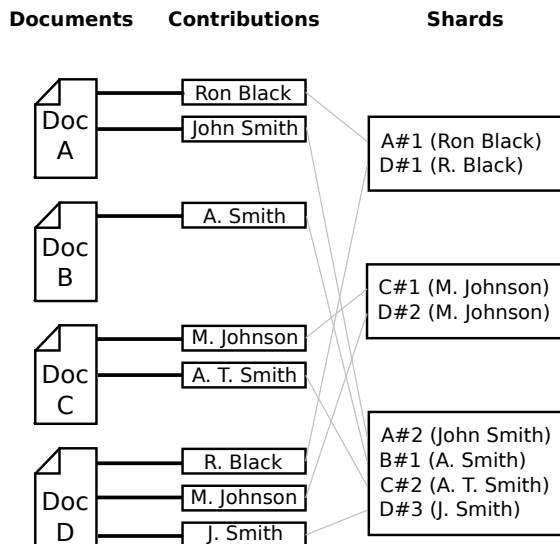 Documents Contributions Shards
Doc
A
Ron Black
John Smith
A#1 (Ron Black)
D#1 (R. Black)
Doc
B
A. Smith
C#1 (M. Johnson)
D#2 (M. Johnson)
Doc
C
M. Johnson
A. T. Smith
A#2 (John Smith)
B#1 (A. Smith)
C#2 (A. T. Smith)
D#3 (J. Smith)
Doc
D
R. Black
M. Johnson
J. Smith